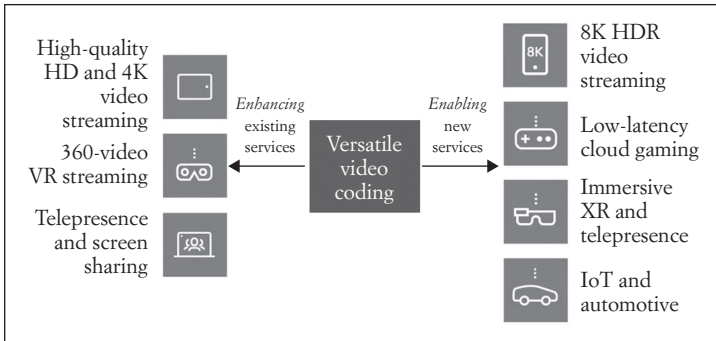 High-quality
HD and 4K
video
streaming
360-video
VR streaming
Telepresence
and screen
sharing
Enhancing
existing
services
Versatile
video
coding
Enabling
new
services
8K
8K HDR
video
streaming
Low-latency
cloud gaming
Immersive
XR and
telepresence
IoT and
automotive